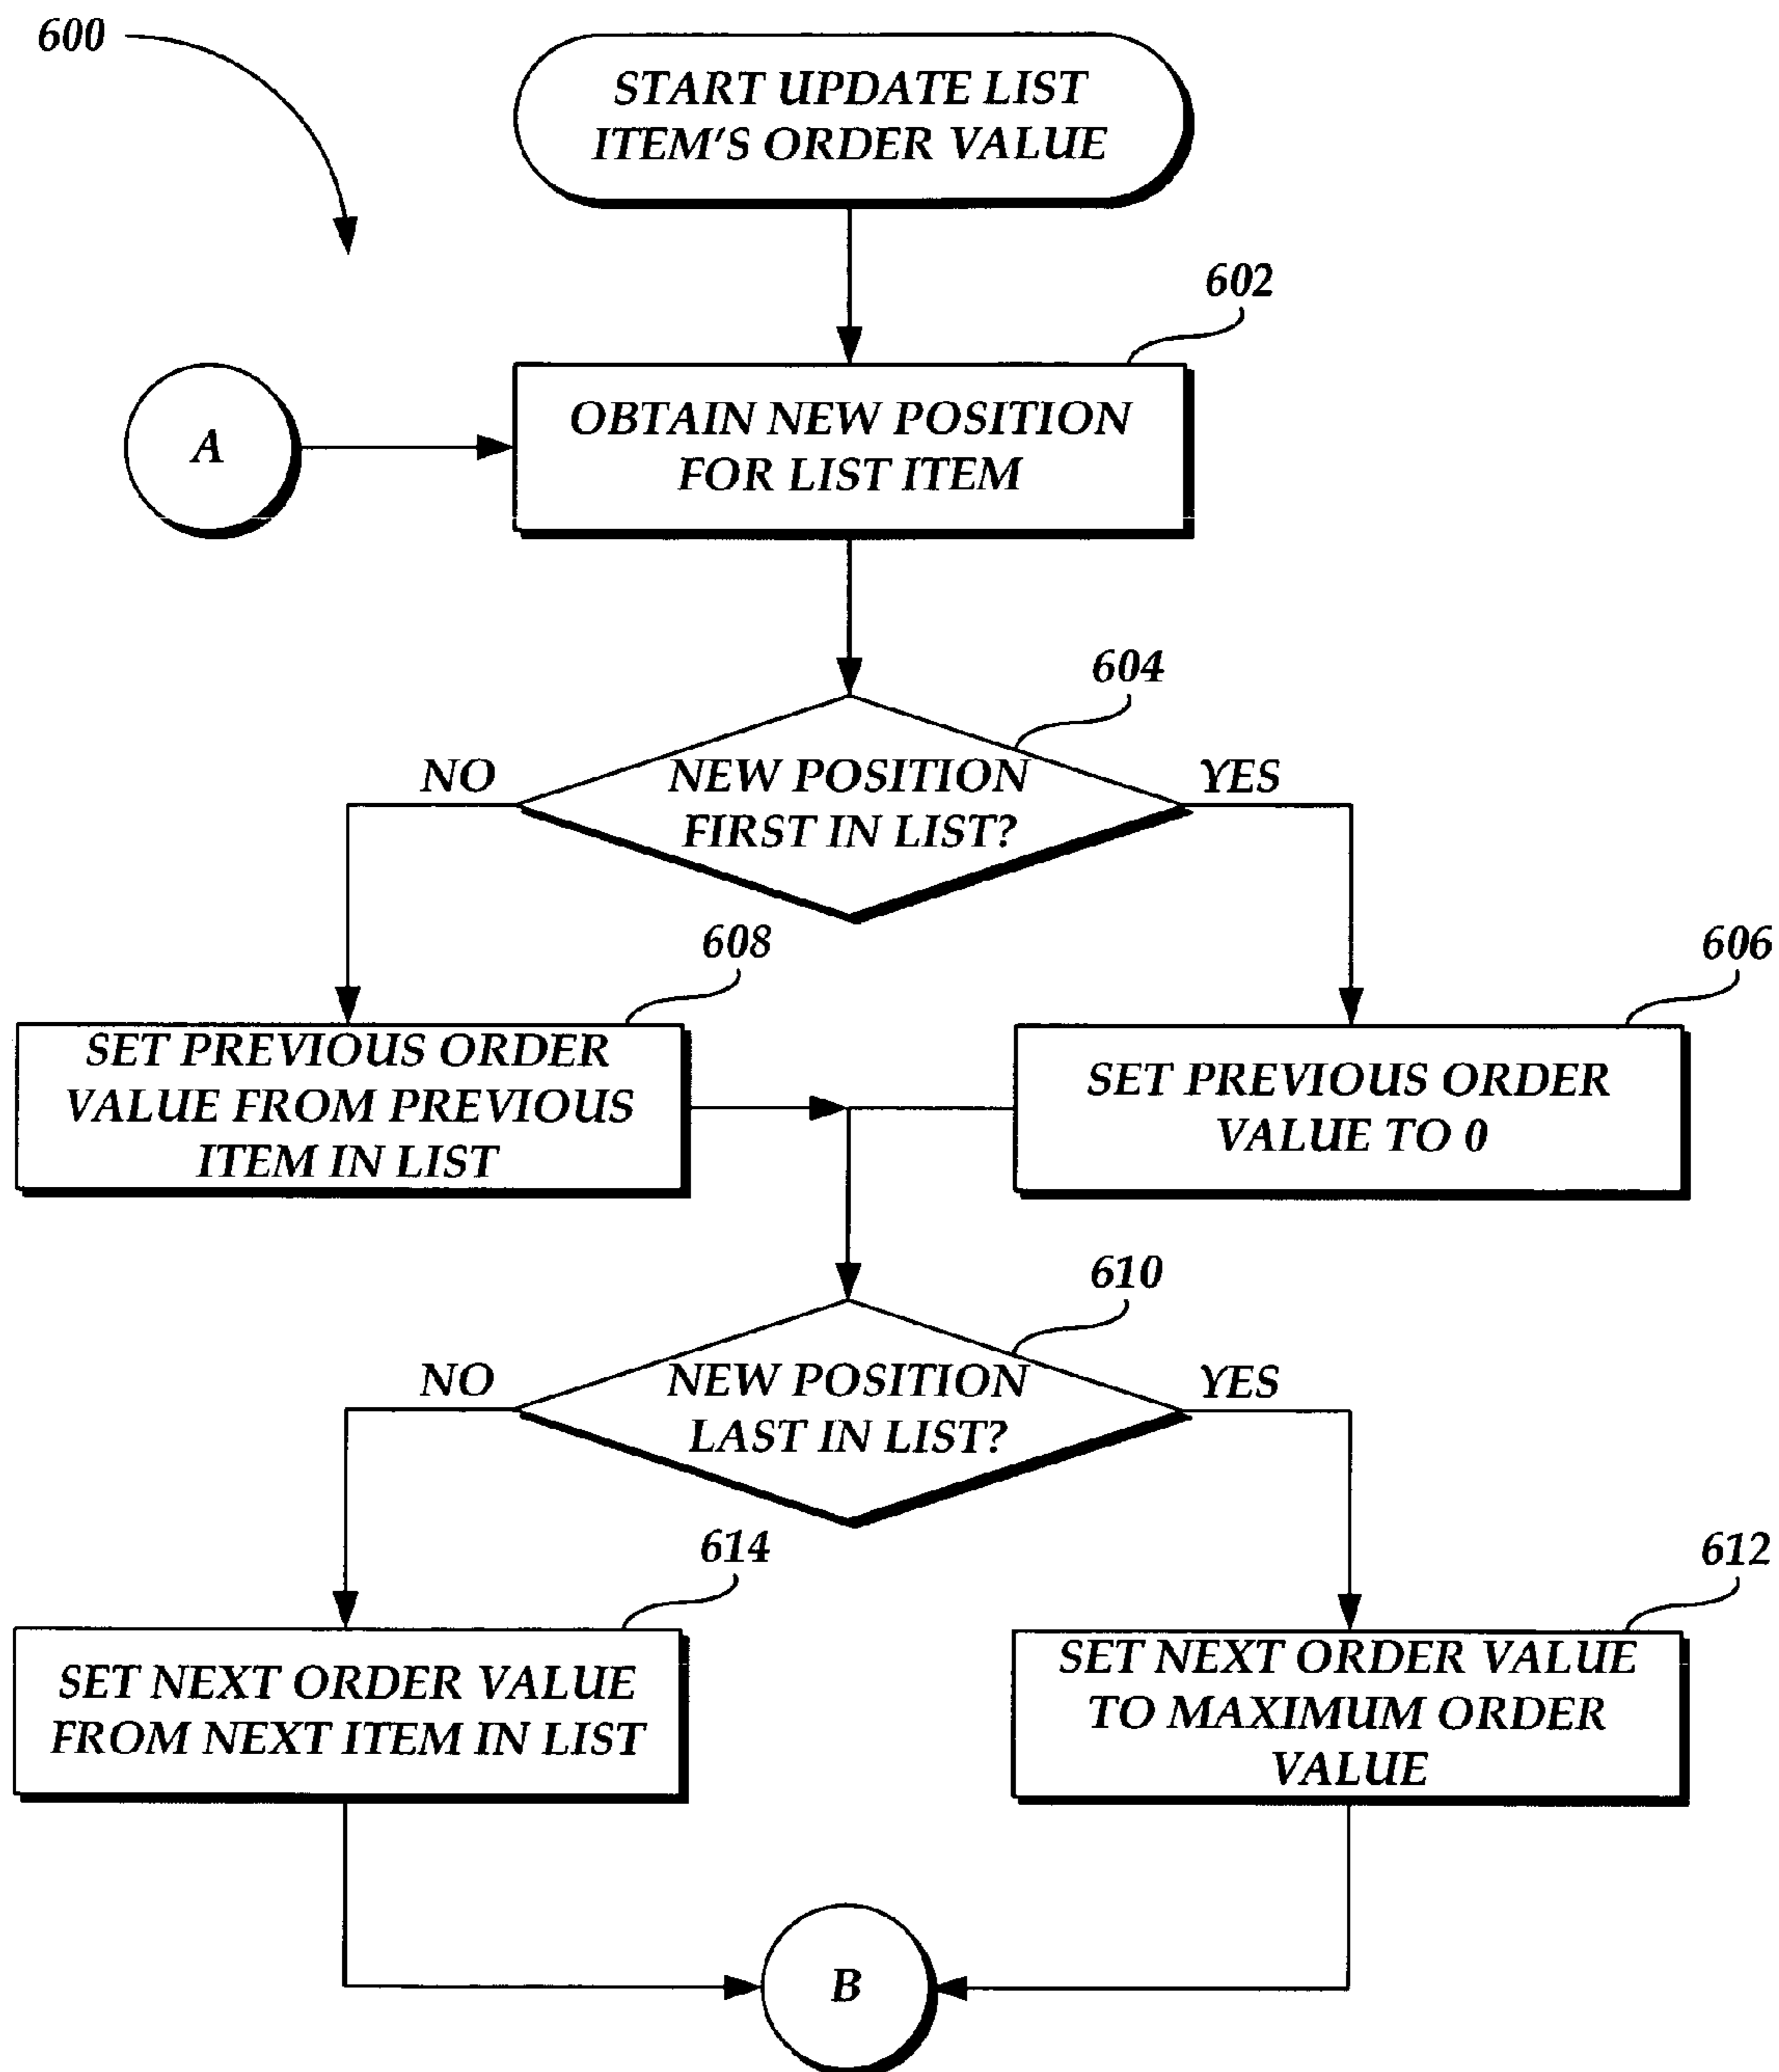 600
START UPDATE LIST
ITEM'S ORDER VALUE
602
A
OBTAIN NEW POSITION
FOR LIST ITEM
604
NO
NEW POSITION
FIRST IN LIST?
YES
608
606
SET PREVIOUS ORDER
VALUE FROM PREVIOUS
ITEM IN LIST
SET PREVIOUS ORDER
VALUE TO 0
610
NO
NEW POSITION
LAST IN LIST?
YES
614
612
SET NEXT ORDER VALUE
FROM NEXT ITEM IN LIST
SET NEXT ORDER VALUE
TO MAXIMUM ORDER
VALUE
B